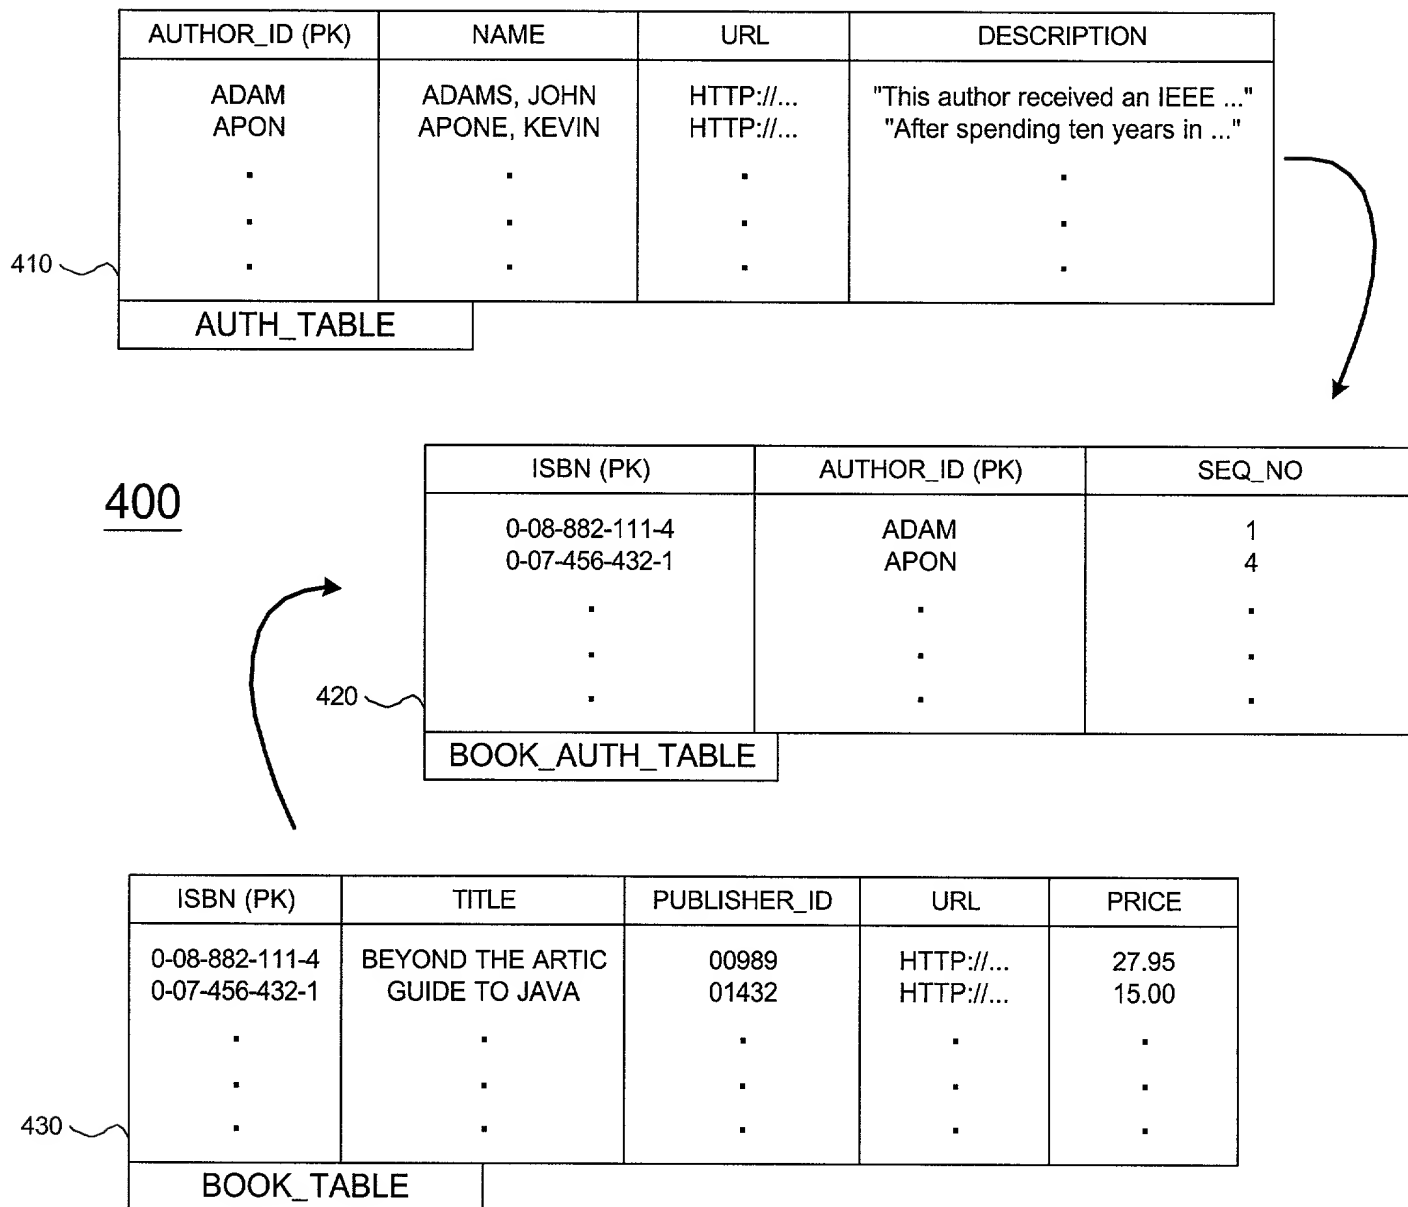 AUTHOR_ID (PK) NAME URL DESCRIPTION
ADAM ADAMS, JOHN HTTP://... "This author received an IEEE ..."
APON APONE, KEVIN HTTP://... "After spending ten years in ..."
410
AUTH_TABLE
400
ISBN (PK) AUTHOR_ID (PK) SEQ_NO
0-08-882-111-4 ADAM 1
0-07-456-432-1 APON 4
420
BOOK_AUTH_TABLE
ISBN (PK) TITLE PUBLISHER_ID URL PRICE
0-08-882-111-4 BEYOND THE ARTIC 00989 HTTP://... 27.95
0-07-456-432-1 GUIDE TO JAVA 01432 HTTP://... 15.00
430
BOOK_TABLE